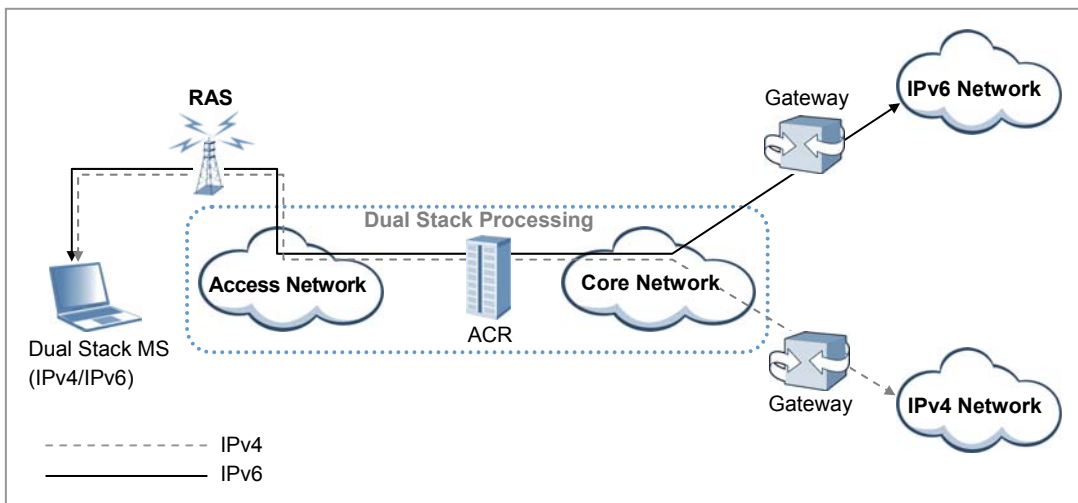 RAS
Gateway
IPv6 Network
Dual Stack Processing
Access Network
Core Network
ACR
Dual Stack MS
(IPv4/IPv6)
Gateway
IPv4 Network
IPv4
IPv6